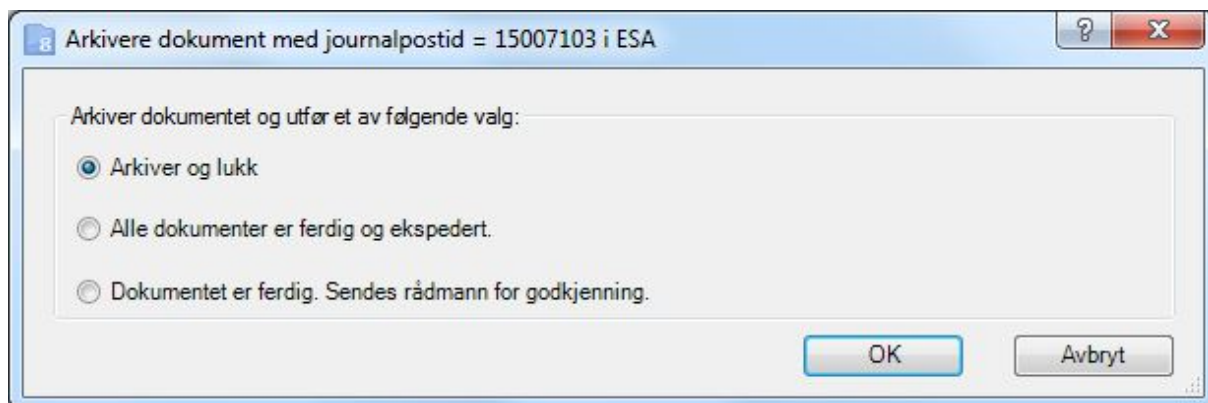 Arkivere dokument med journalpostid = 15007103 i ESA
Arkiver dokumentet og utfør et av følgende valg:
Arkiver og lukk
Alle dokumenter er ferdig og ekspedert.
Dokumentet er ferdig. Sendes rådmann for godkjenning.
OK Avbryt